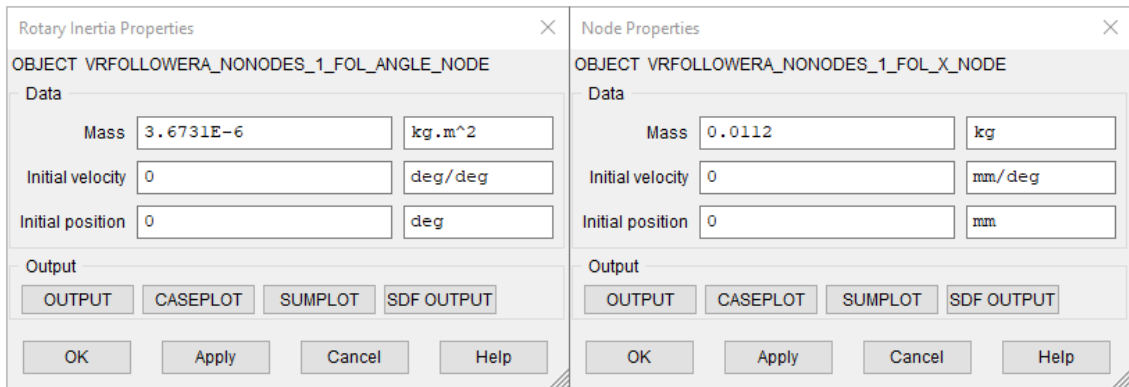 Rotary Inertia Properties
OBJECT VRFOLLOWERA_NONODES_1_FOL_ANGLE_NODE
Data
Mass 3.6731E-6 kg.m^2
Initial velocity 0 deg/deg
Initial position 0 deg
Output
OUTPUT CASEPLOT SUMPLOT SDF OUTPUT
OK Apply Cancel Help
Node Properties
OBJECT VRFOLLOWERA_NONODES_1_FOL_X_NODE
Data
Mass 0.0112 kg
Initial velocity 0 mm/deg
Initial position 0 mm
Output
OUTPUT CASEPLOT SUMPLOT SDF OUTPUT
OK Apply Cancel Help